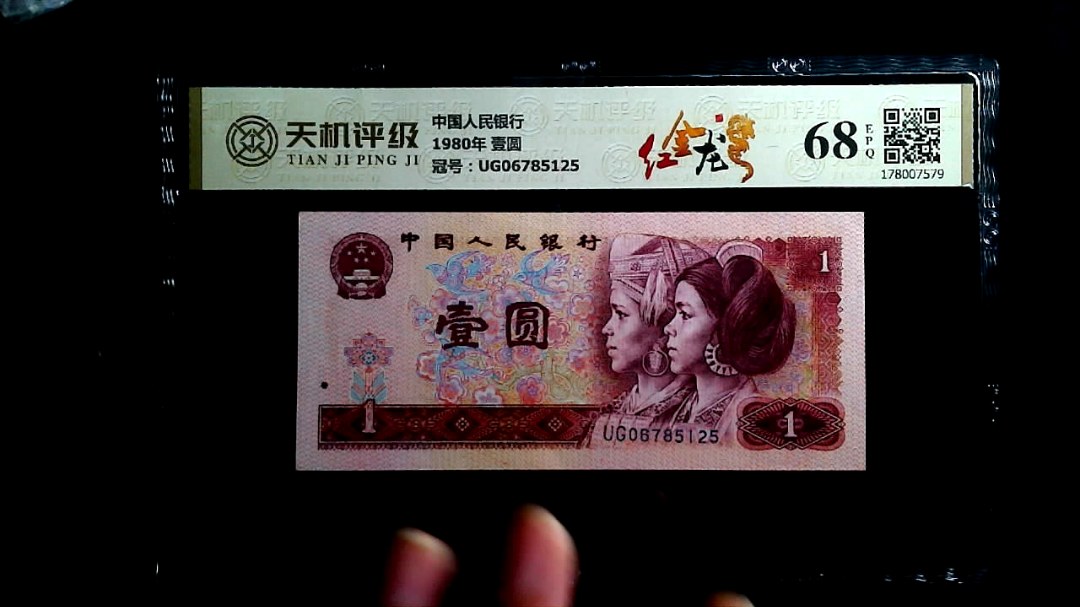 天机评级
TIAN JI PING JI
中国人民银行
1980年 壹圆
冠号：UG06785125
红金龙
68
EPQ
178007579
中国人民银行
壹圆
1
1
1
UG06785125